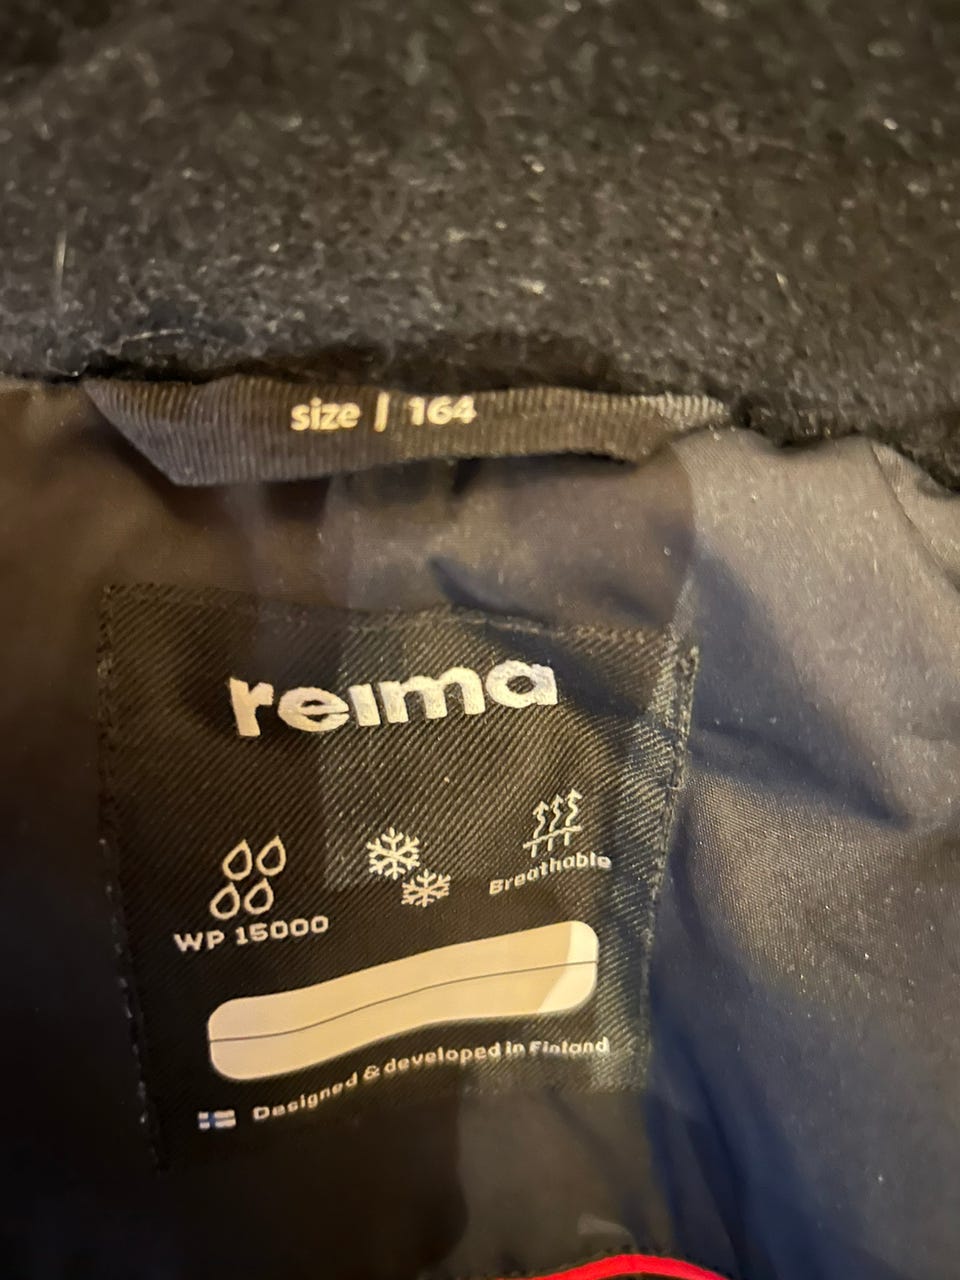 size | 164
reima
Breathable
WP 15000
Designed & developed in Finland